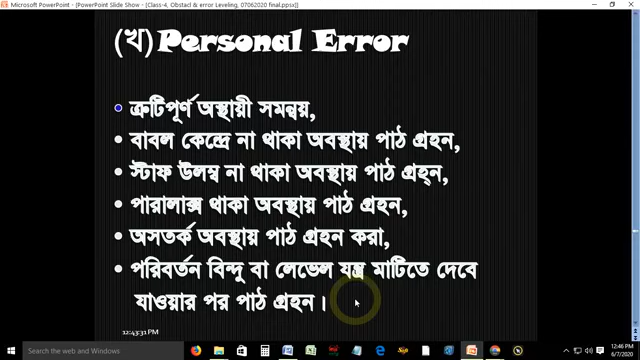 Microsoft PowerPoint - [PowerPoint Slide Show - [Class-4, Obstacl & error Leveling, 07062020 final.ppsx]]
(খ)Personal Error
ত্রুটিপূর্ণ অস্থায়ী সমন্বয়,
বাবল কেন্দ্রে না থাকা অবস্থায় পাঠ গ্রহন,
স্টাফ উলম্ব না থাকা অবস্থায় পাঠ গ্রহ্ন,
পারালাক্স থাকা অবস্থায় পাঠ গ্রহন,
অসতর্ক অবস্থায় পাঠ গ্রহন করা,
পরিবর্তন বিন্দু বা লেভেল যন্ত্র মাটিতে দেবে
যাওয়ার পর পাঠ গ্রহন।
12:43:31 PM
Search the web and Windows
12:46 PM
6/7/2020